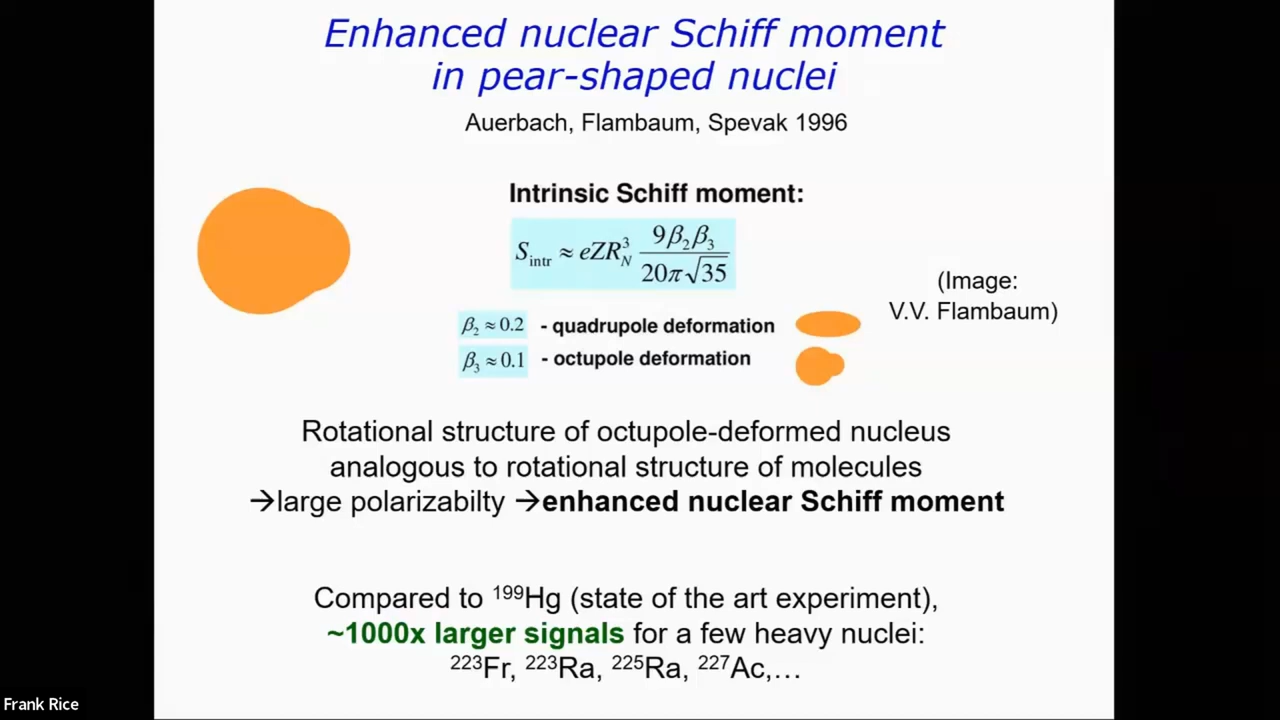 Enhanced nuclear Schiff moment
in pear-shaped nuclei
Auerbach, Flambaum, Spevak 1996
Intrinsic Schiff moment:
S_intr ≈ eZR_N^3 9β₂β₃ / 20π√35
(Image:
V.V. Flambaum)
β₂ ≈ 0.2 - quadrupole deformation
β₃ ≈ 0.1 - octupole deformation
Rotational structure of octupole-deformed nucleus
analogous to rotational structure of molecules
→large polarizabilty →enhanced nuclear Schiff moment
Compared to ¹⁹⁹Hg (state of the art experiment),
~1000x larger signals for a few heavy nuclei:
²²³Fr, ²²³Ra, ²²⁵Ra, ²²⁷Ac,…
Frank Rice